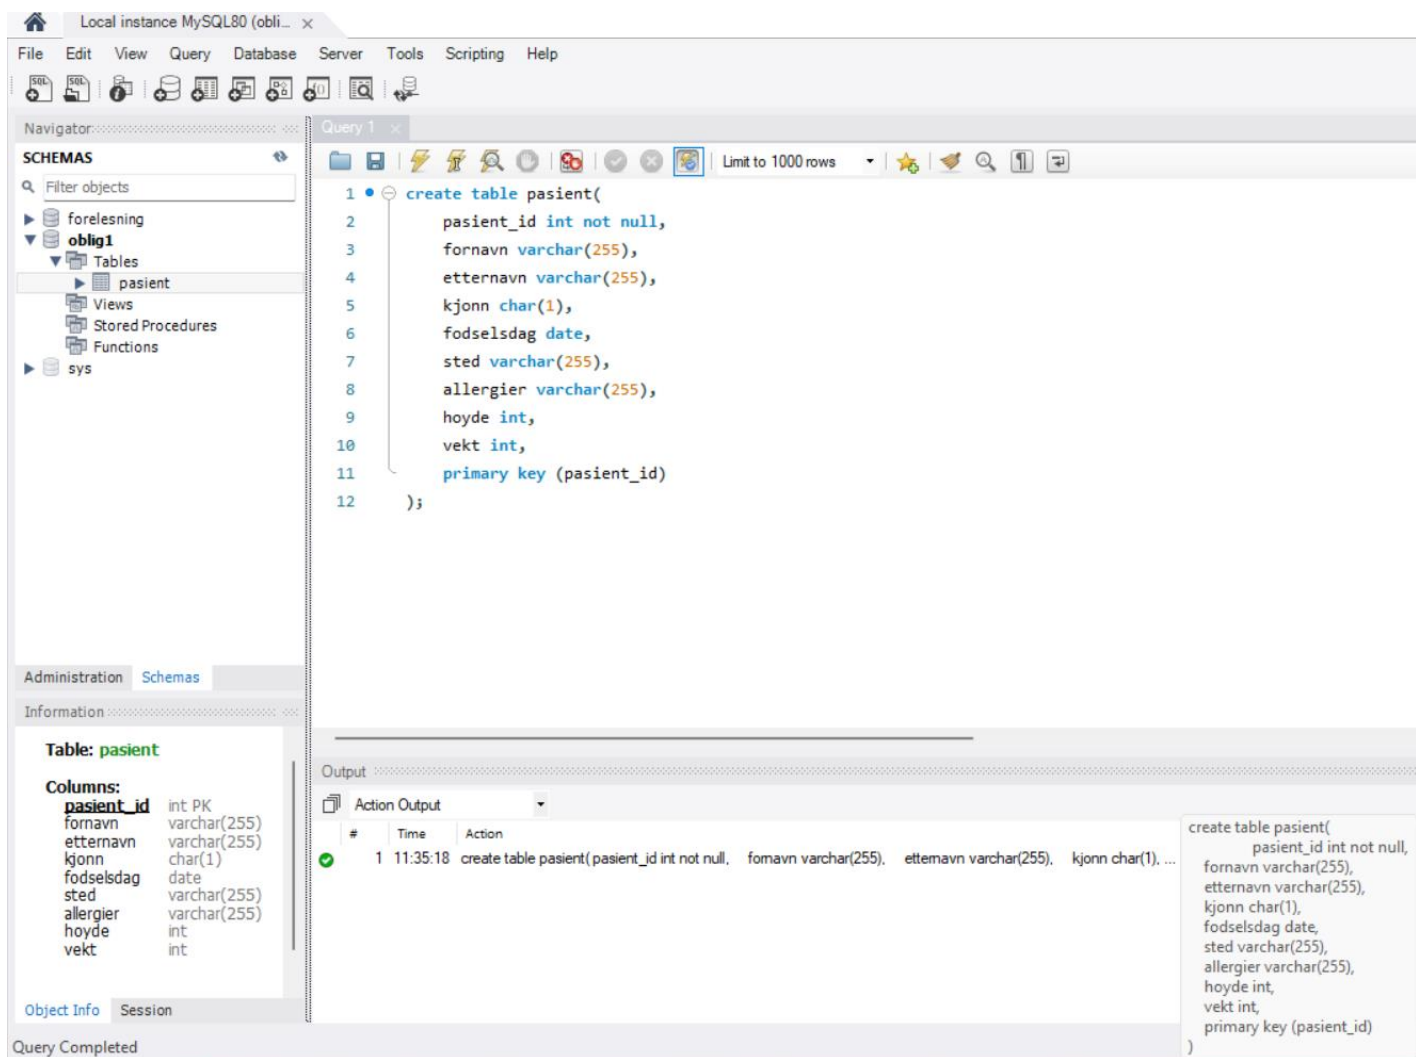 Local instance MySQL80 (obli... ×
File Edit View Query Database Server Tools Scripting Help
Navigator
SCHEMAS
Filter objects
forelesning
oblig1
Tables
pasient
Views
Stored Procedures
Functions
sys
Administration Schemas
Information
Table: pasient
Columns:
pasient_id int PK
fornavn varchar(255)
etternavn varchar(255)
kjonn char(1)
fodselsdag date
sted varchar(255)
allergier varchar(255)
hoyde int
vekt int
Object Info Session
Query Completed
Query 1 ×
Limit to 1000 rows
1 create table pasient(
2 pasient_id int not null,
3 fornavn varchar(255),
4 etternavn varchar(255),
5 kjonn char(1),
6 fodselsdag date,
7 sted varchar(255),
8 allergier varchar(255),
9 hoyde int,
10 vekt int,
11 primary key (pasient_id)
12 );
Output
Action Output
# Time Action
1 11:35:18 create table pasient( pasient_id int not null, fornavn varchar(255), etternavn varchar(255), kjonn char(1), ...
create table pasient(
pasient_id int not null,
fornavn varchar(255),
etternavn varchar(255),
kjonn char(1),
fodselsdag date,
sted varchar(255),
allergier varchar(255),
hoyde int,
vekt int,
primary key (pasient_id)
)